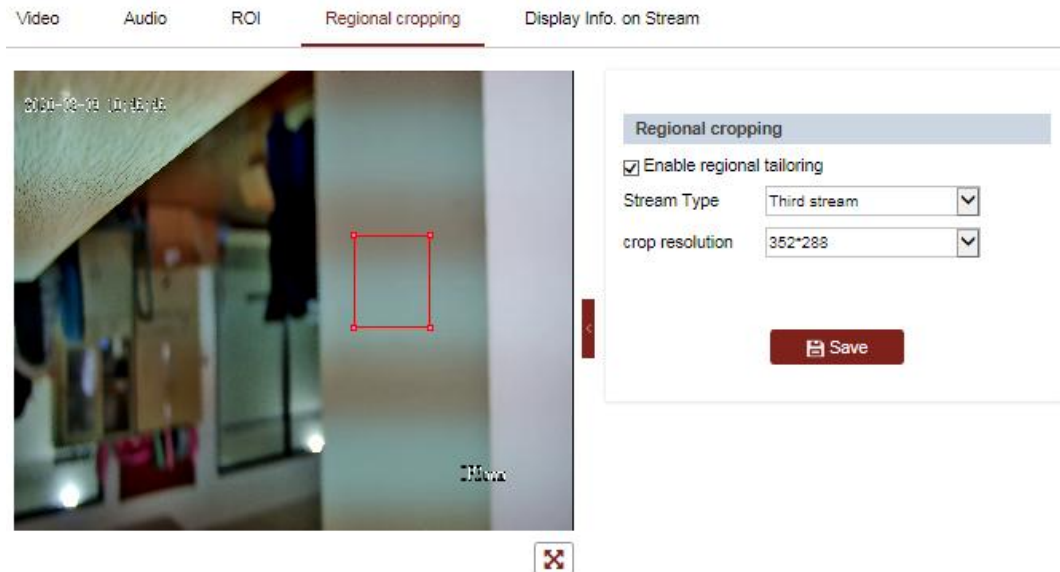 Video Audio ROI Regional cropping Display Info. on Stream
Regional cropping
Enable regional tailoring
Stream Type Third stream
crop resolution 352*288
Save